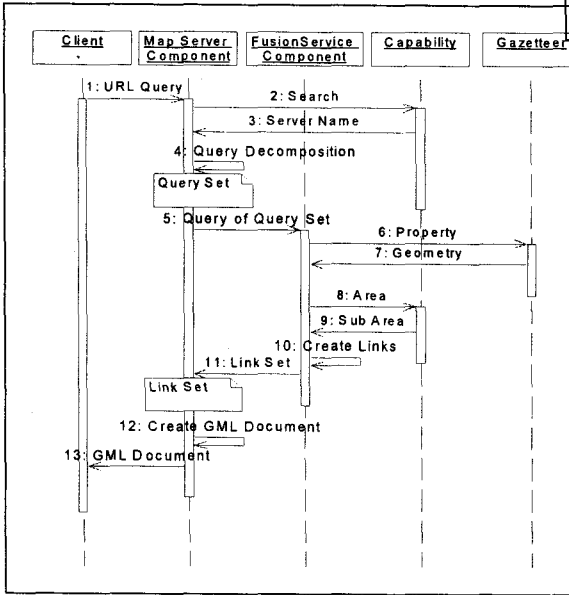 Client
Map Server
Component
FusionService
Component
Capability
Gazetteer
1: URL Query
2: Search
3: Server Name
4: Query Decomposition
Query Set
5: Query of Query Set
6: Property
7: Geometry
8: Area
9: Sub Area
10: Create Links
11: Link Set
Link Set
12: Create GML Document
13: GML Document